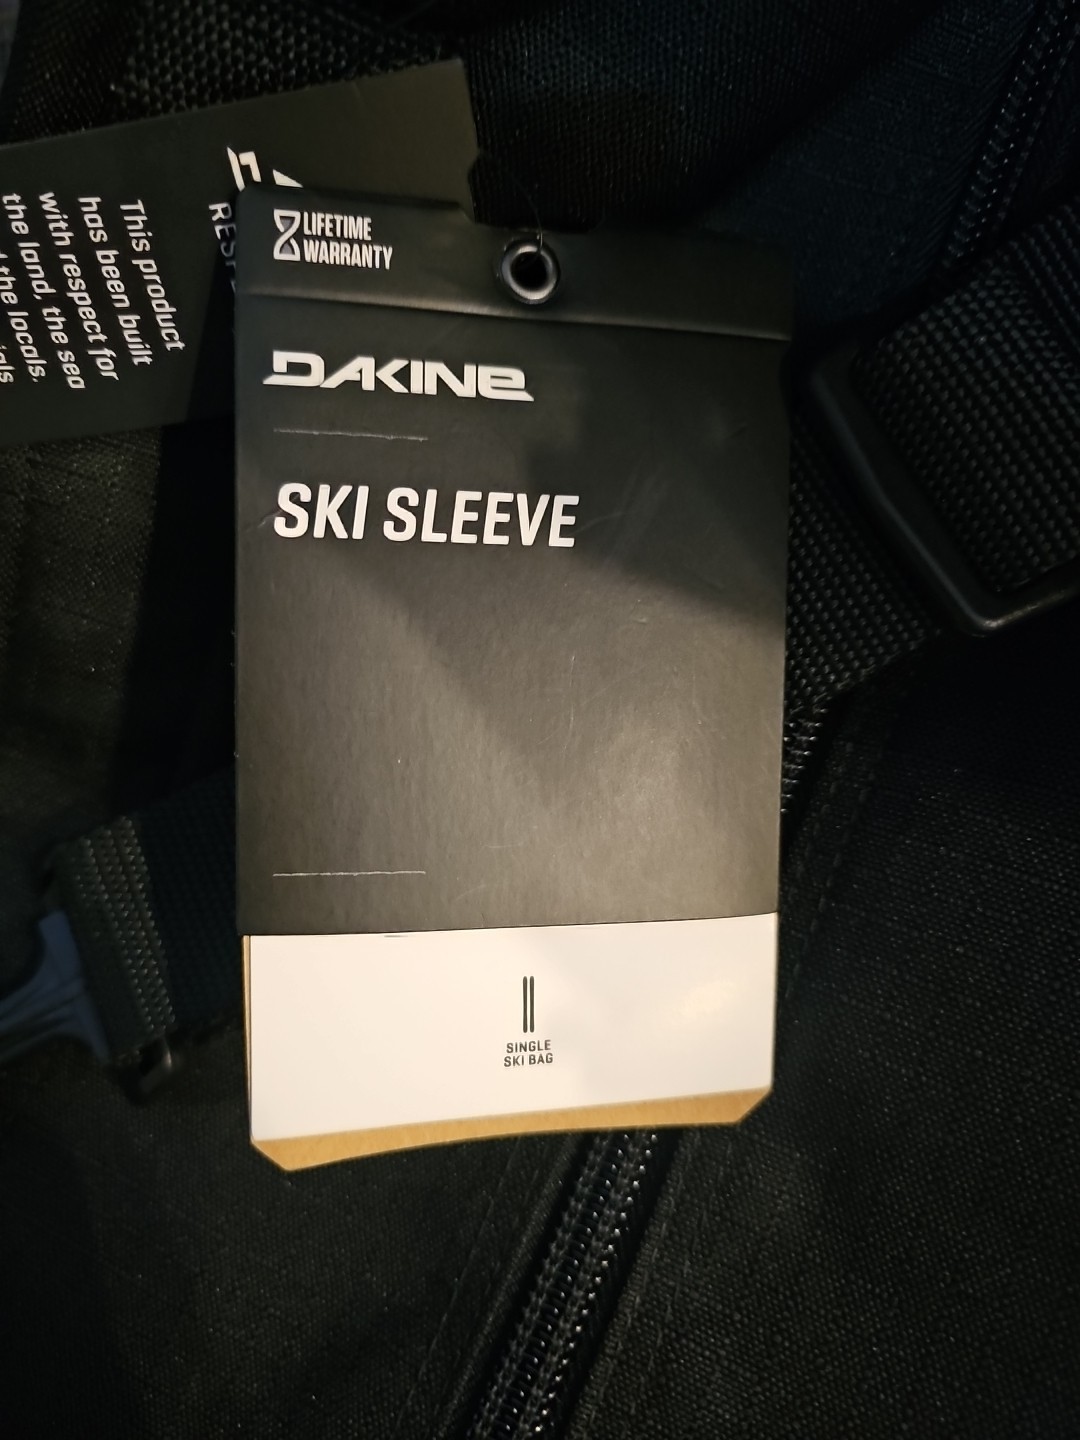 This product
has been built
with respect for
the land, the sea
the locals.
LIFETIME
WARRANTY
DAKINE
SKI SLEEVE
SINGLE
SKI BAG